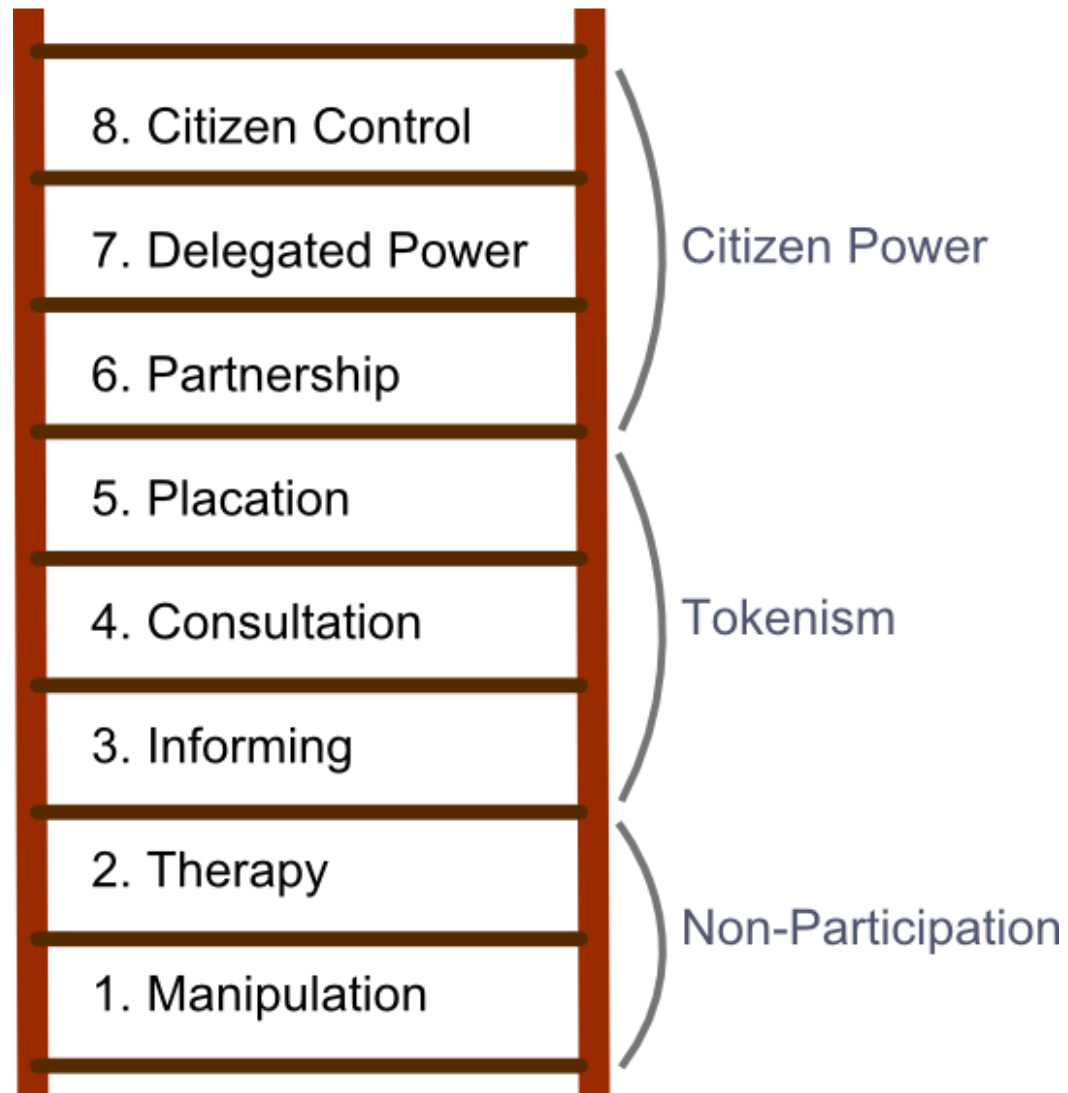 8. Citizen Control
7. Delegated Power
Citizen Power
6. Partnership
5. Placation
4. Consultation
Tokenism
3. Informing
2. Therapy
Non-Participation
1. Manipulation